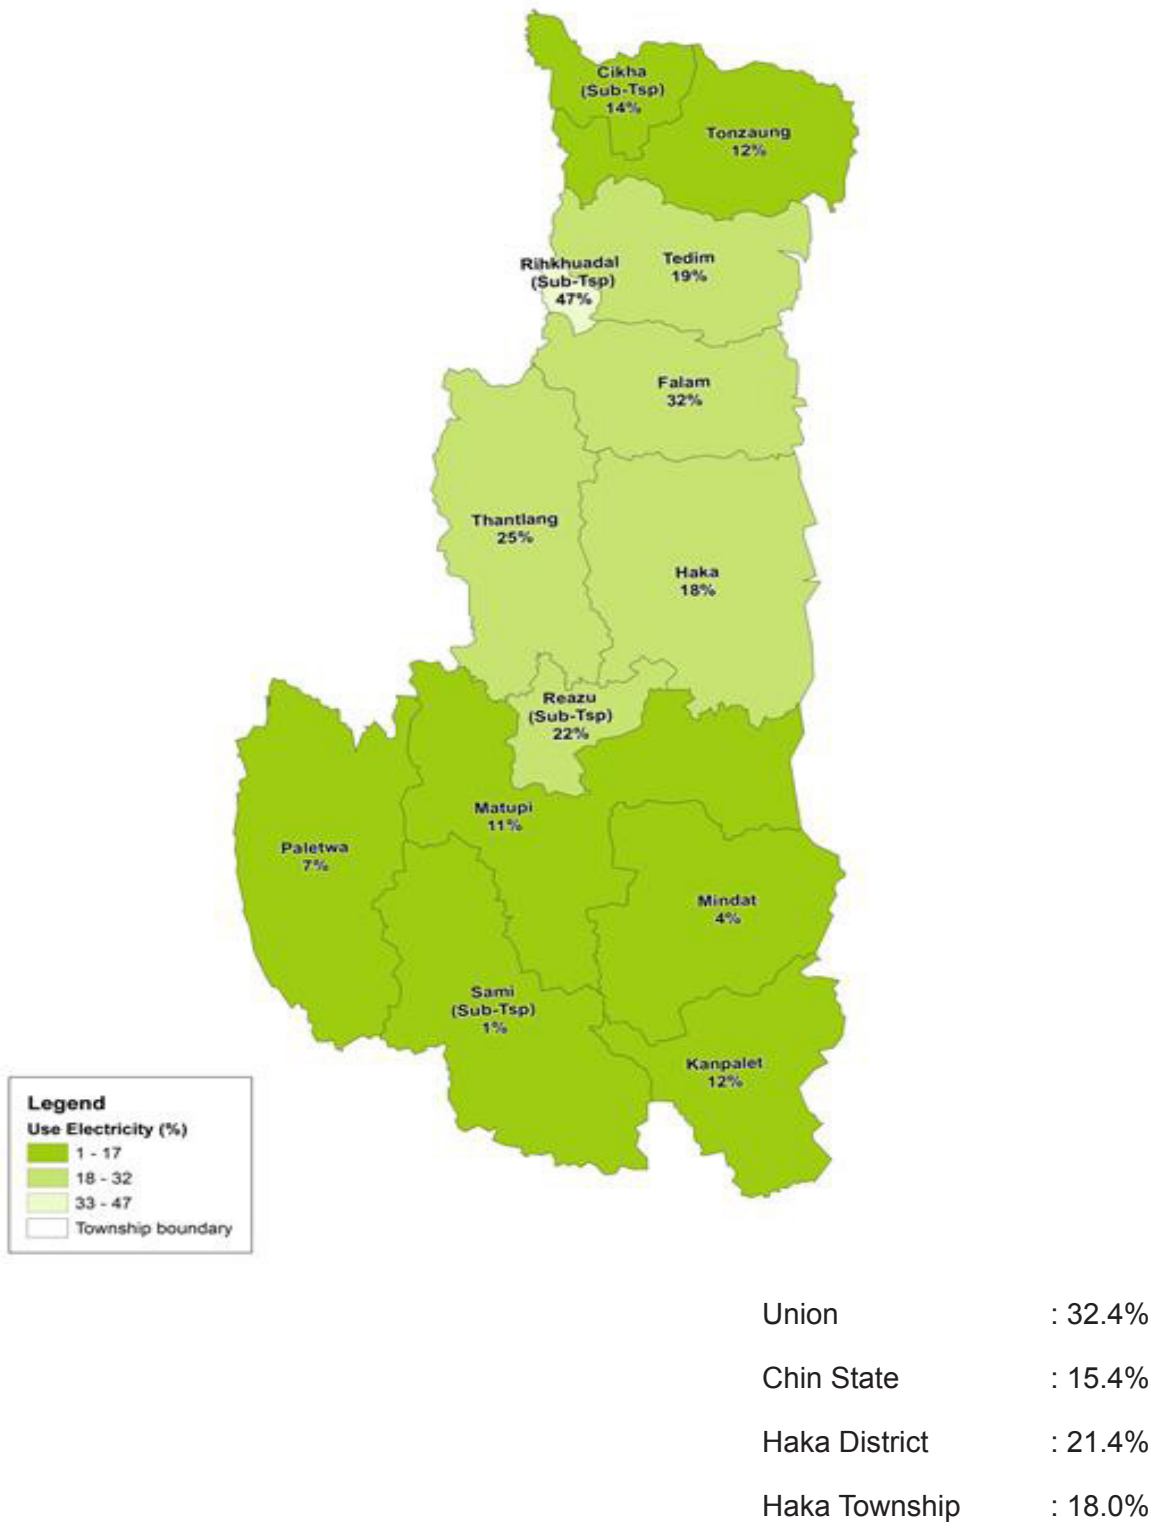 Cikha
(Sub-Tsp)
14%
Tonzaung
12%
Tedim
19%
Rihkhuadal
(Sub-Tsp)
47%
Falam
32%
Thantlang
25%
Haka
18%
Reazu
(Sub-Tsp)
22%
Matupi
11%
Paletwa
7%
Mindat
4%
Sami
(Sub-Tsp)
1%
Kanpalet
12%
Legend
Use Electricity (%)
1 - 17
18 - 32
33 - 47
Township boundary
Union : 32.4%
Chin State : 15.4%
Haka District : 21.4%
Haka Township : 18.0%